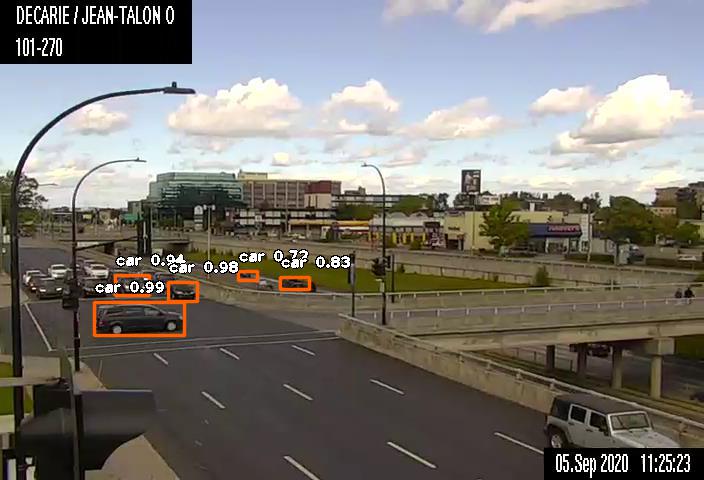 DECARIE / JEAN-TALON O
101-270
car 0.94
car 0.98
car 0.72
car 0.83
car 0.99
05.Sep 2020 11:25:23